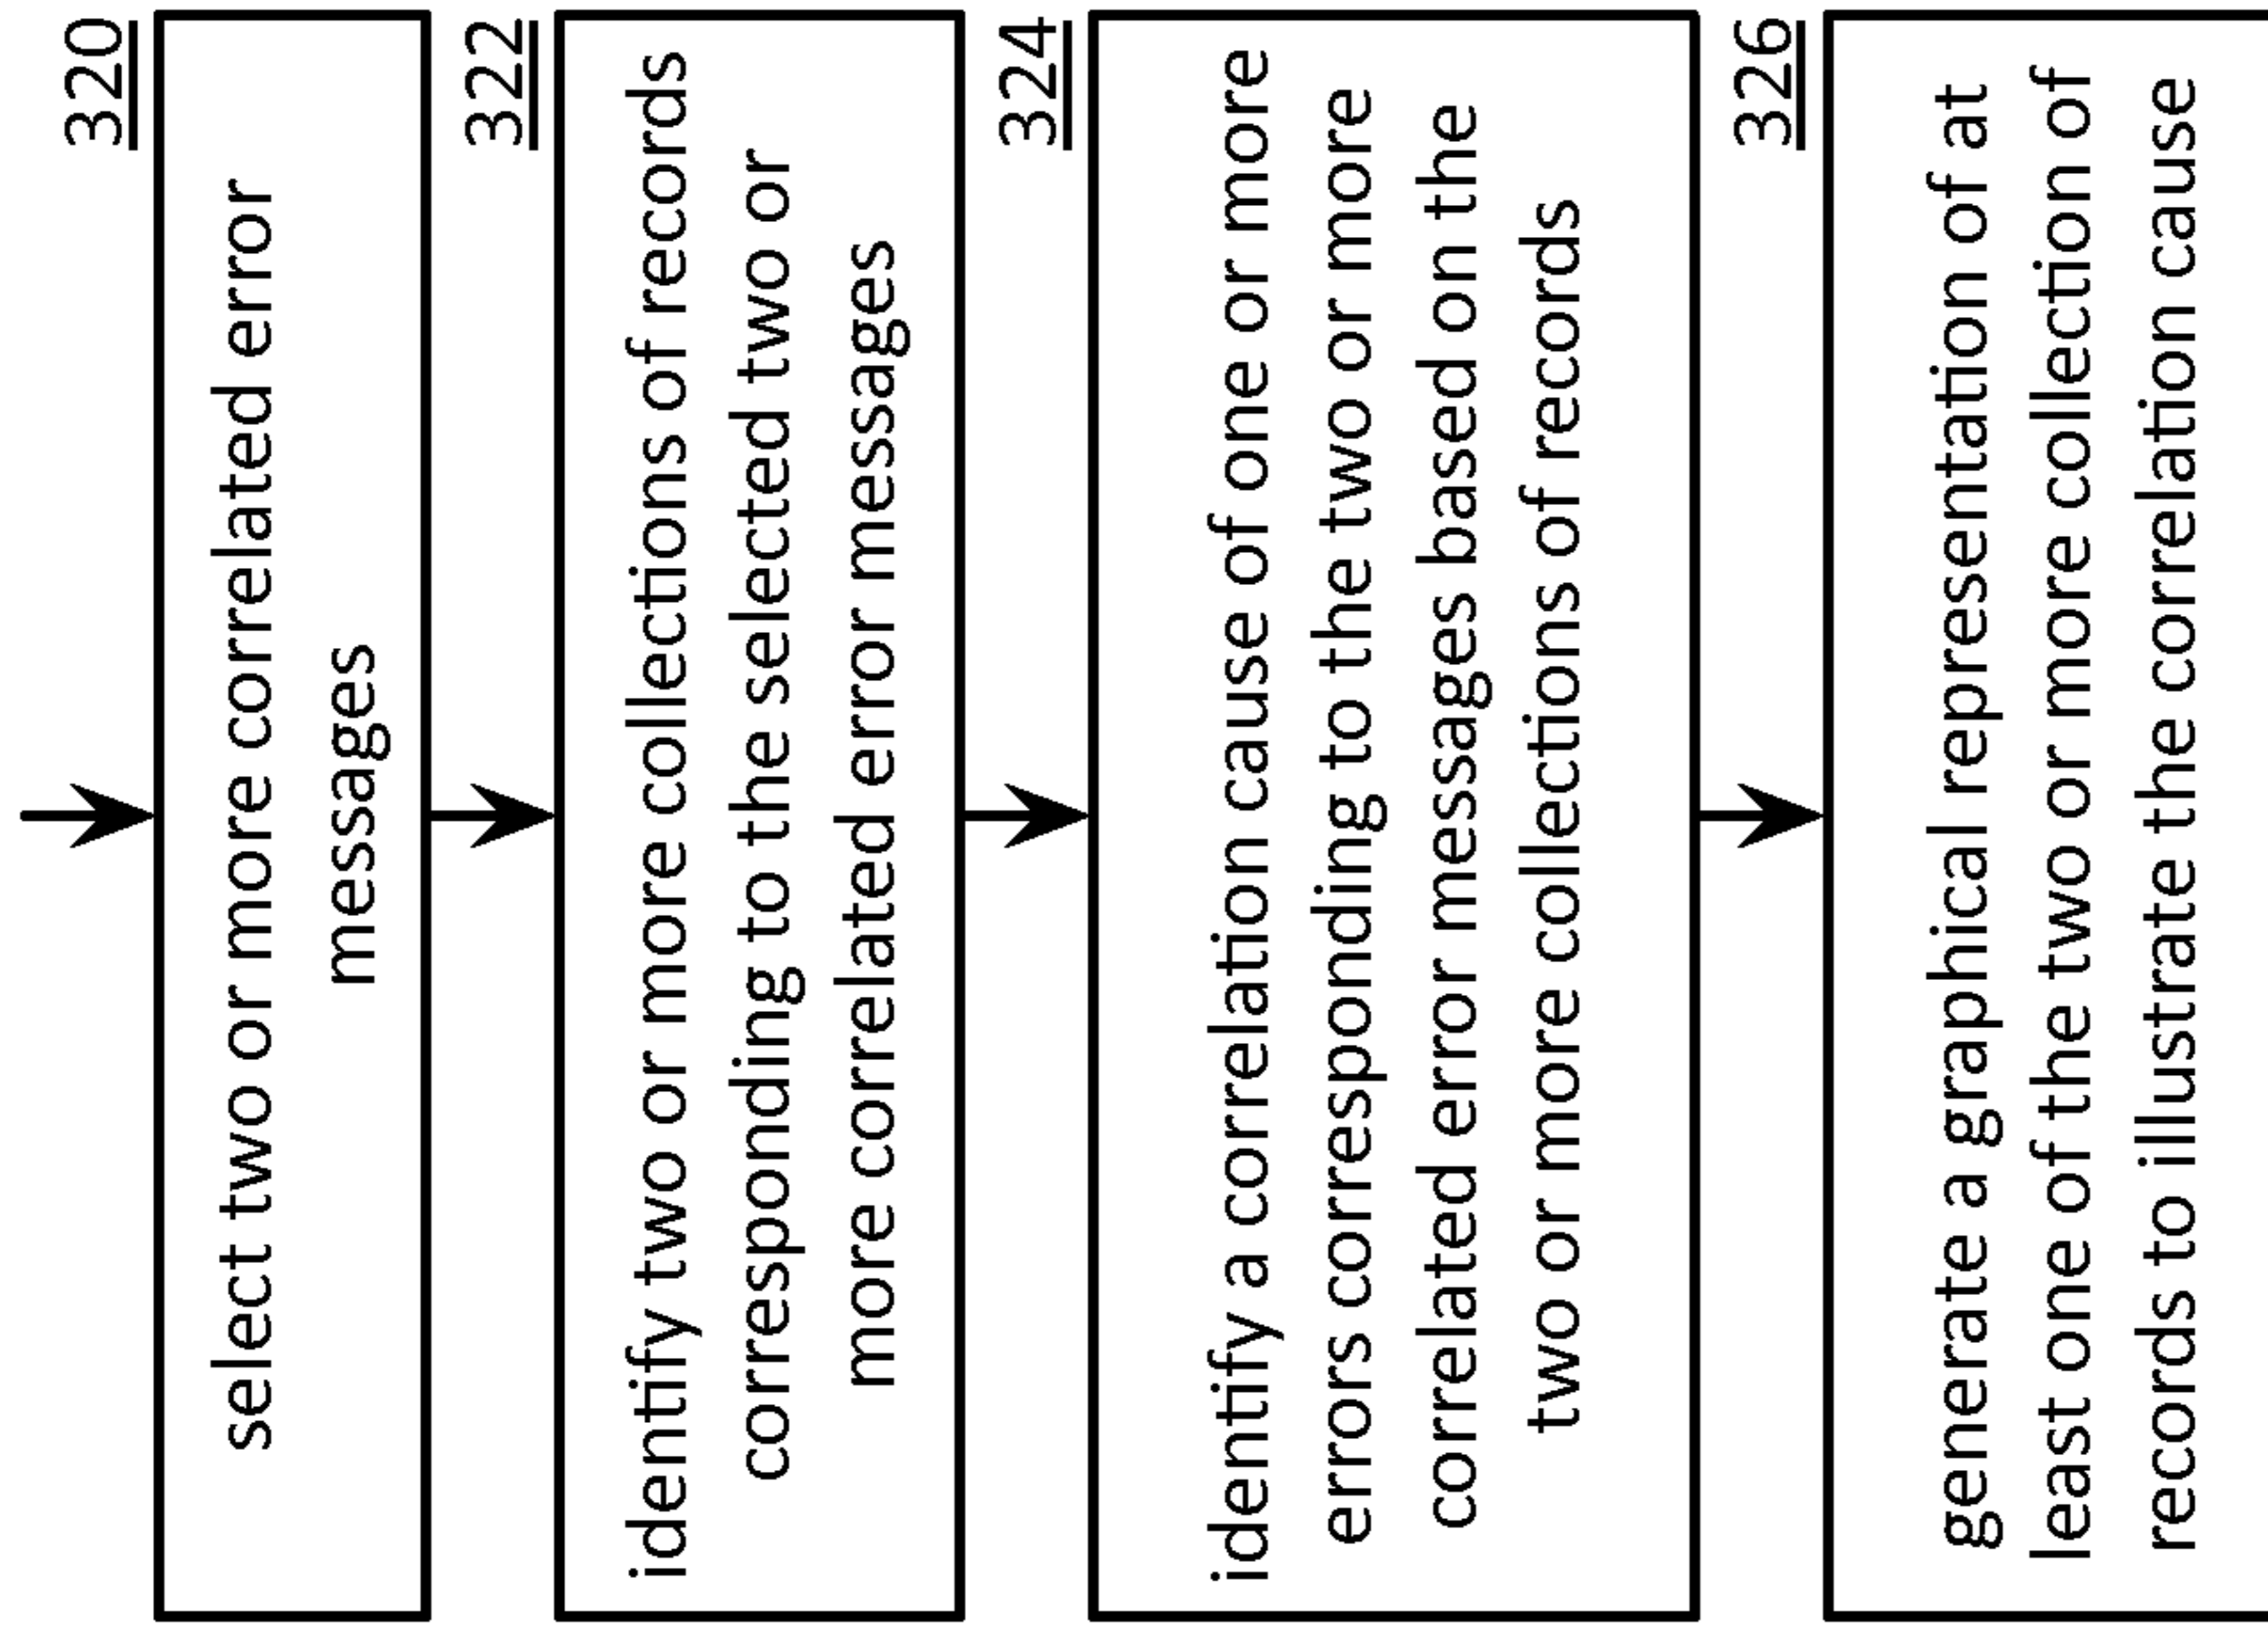 320
select two or more correlated error
messages
322
identify two or more collections of records
corresponding to the selected two or
more correlated error messages
324
identify a correlation cause of one or more
errors corresponding to the two or more
correlated error messages based on the
two or more collections of records
326
generate a graphical representation of at
least one of the two or more collection of
records to illustrate the correlation cause